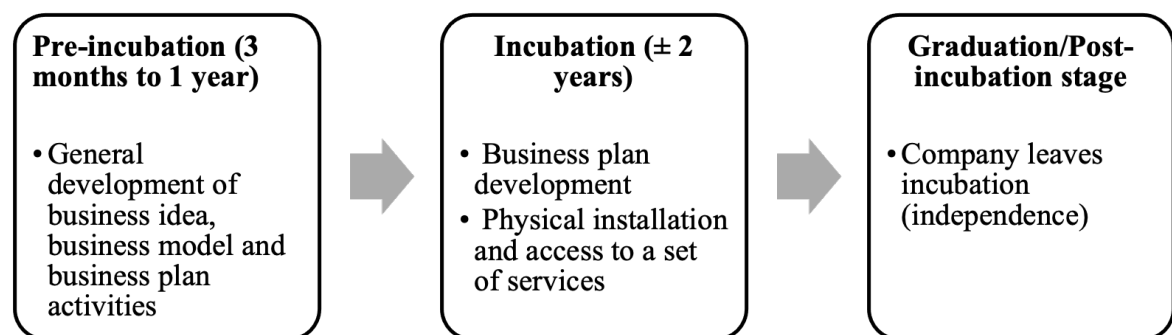 Pre-incubation (3
months to 1 year)
• General
development of
business idea,
business model and
business plan
activities
Incubation (± 2
years)
• Business plan
development
• Physical installation
and access to a set
of services
Graduation/Post-
incubation stage
• Company leaves
incubation
(independence)